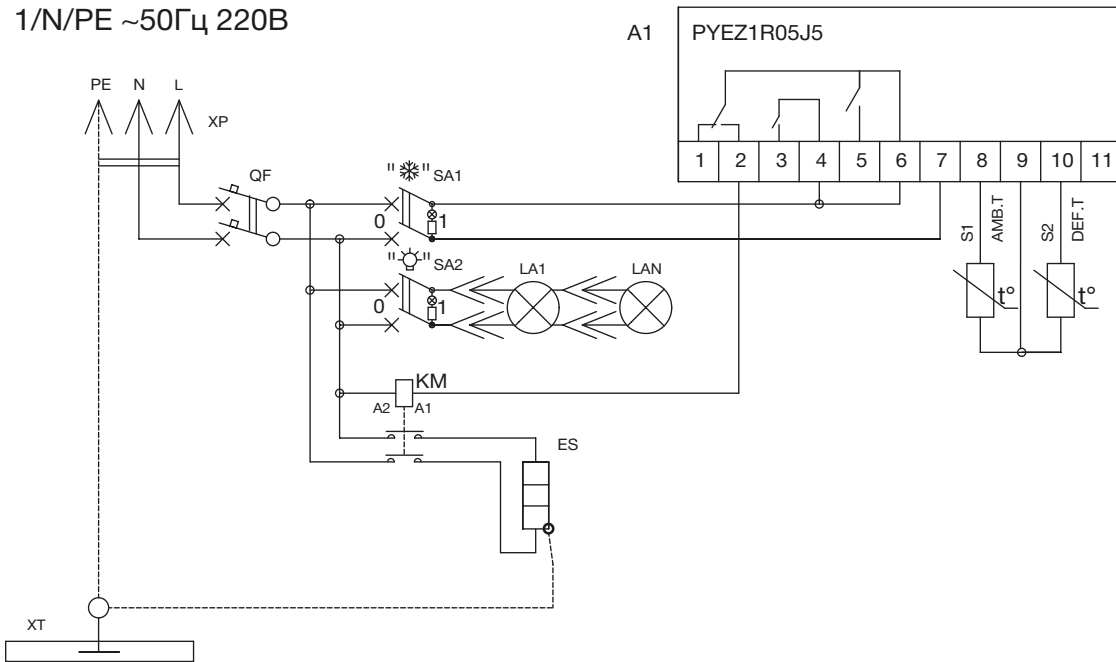 1/N/PE ~50Гц 220В
A1
PYEZ1R05J5
PE N L
XP
1 2 3 4 5 6 7 8 9 10 11
QF
"❄" SA1
0 1
S1
AMB.T
S2
DEF.T
t° t°
" " SA2
0 1
LA1
LAN
KM
A2 A1
ES
XT